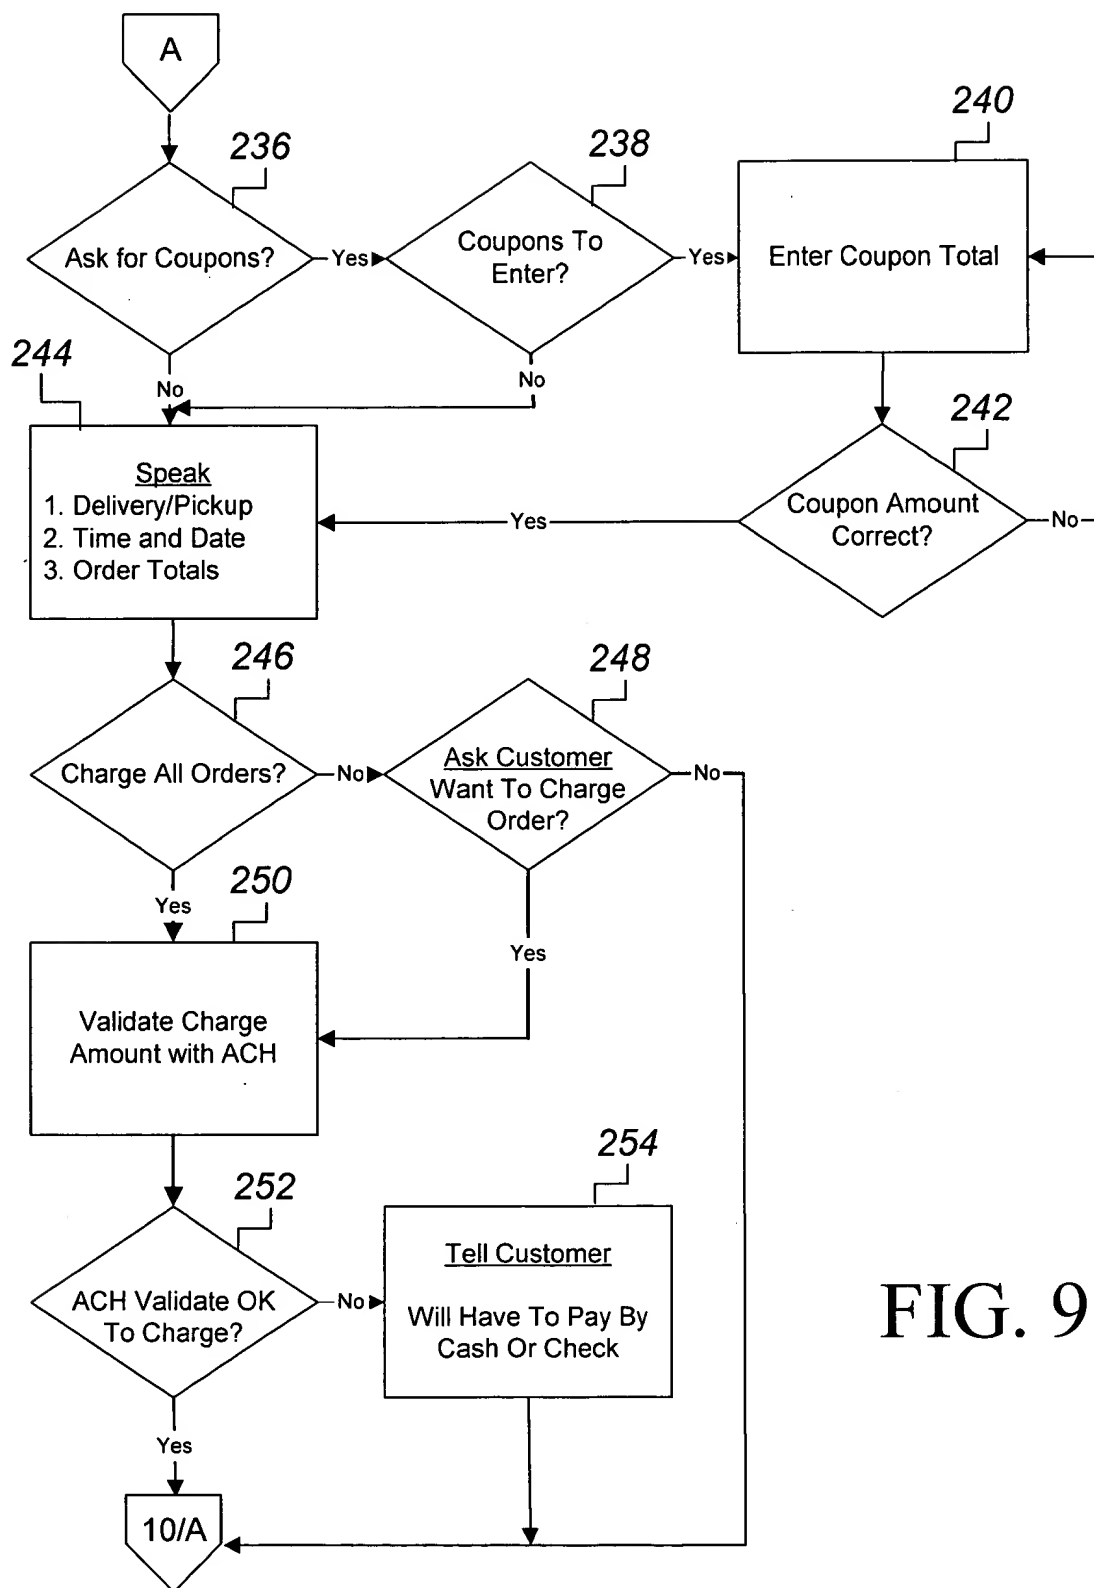 A
236
238
240
Ask for Coupons?
Yes
Coupons To
Enter?
Yes
Enter Coupon Total
244
No
No
242
Speak
1. Delivery/Pickup
2. Time and Date
3. Order Totals
Yes
Coupon Amount
Correct?
No
246
248
Charge All Orders?
No
Ask Customer
Want To Charge
Order?
No
Yes
250
Yes
Validate Charge
Amount with ACH
252
254
ACH Validate OK
To Charge?
No
Tell Customer
Will Have To Pay By
Cash Or Check
FIG. 9
Yes
10/A